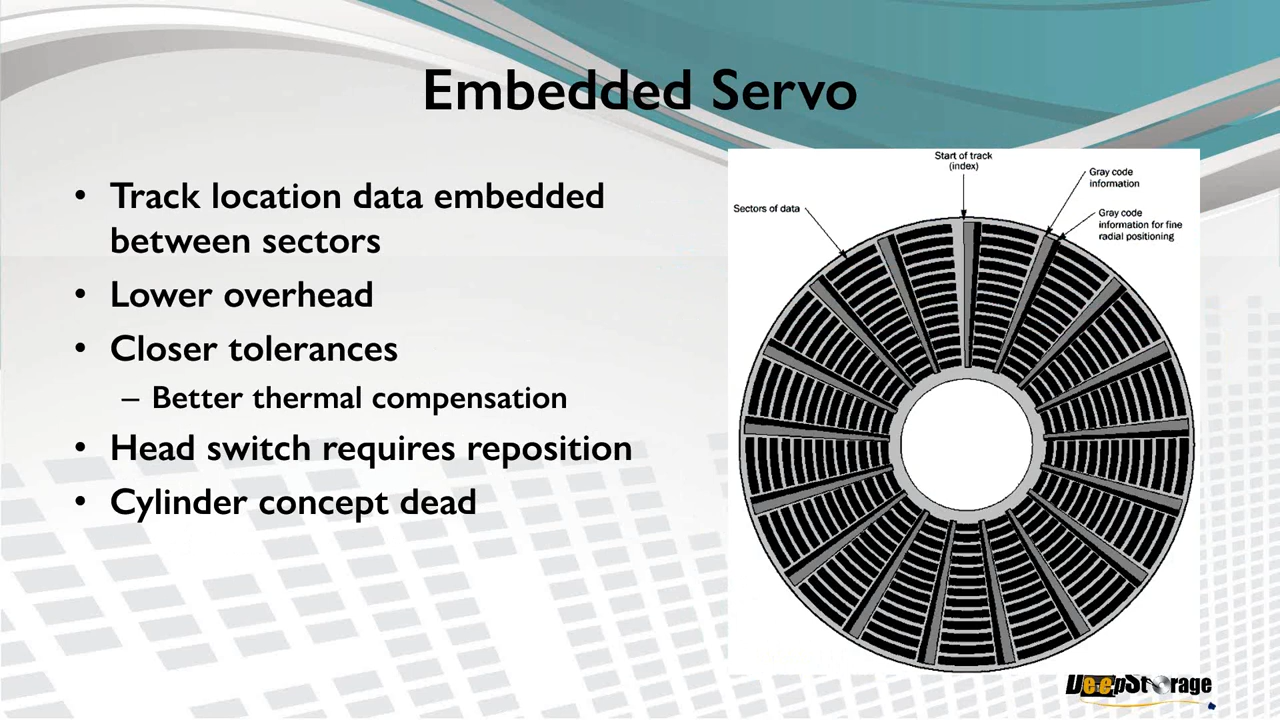 Embedded Servo
• Track location data embedded
between sectors
• Lower overhead
• Closer tolerances
– Better thermal compensation
• Head switch requires reposition
• Cylinder concept dead
Start of track
(index)
Gray code
information
Sectors of data
Gray code
information for fine
radial positioning
DeepStorage